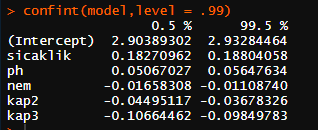 > confint(model,level = .99)
0.5 % 99.5 %
(Intercept) 2.90389302 2.93284464
sicaklik 0.18270962 0.18804058
ph 0.05067027 0.05647634
nem -0.01658308 -0.01108740
kap2 -0.04495117 -0.03678326
kap3 -0.10664462 -0.09849783
>